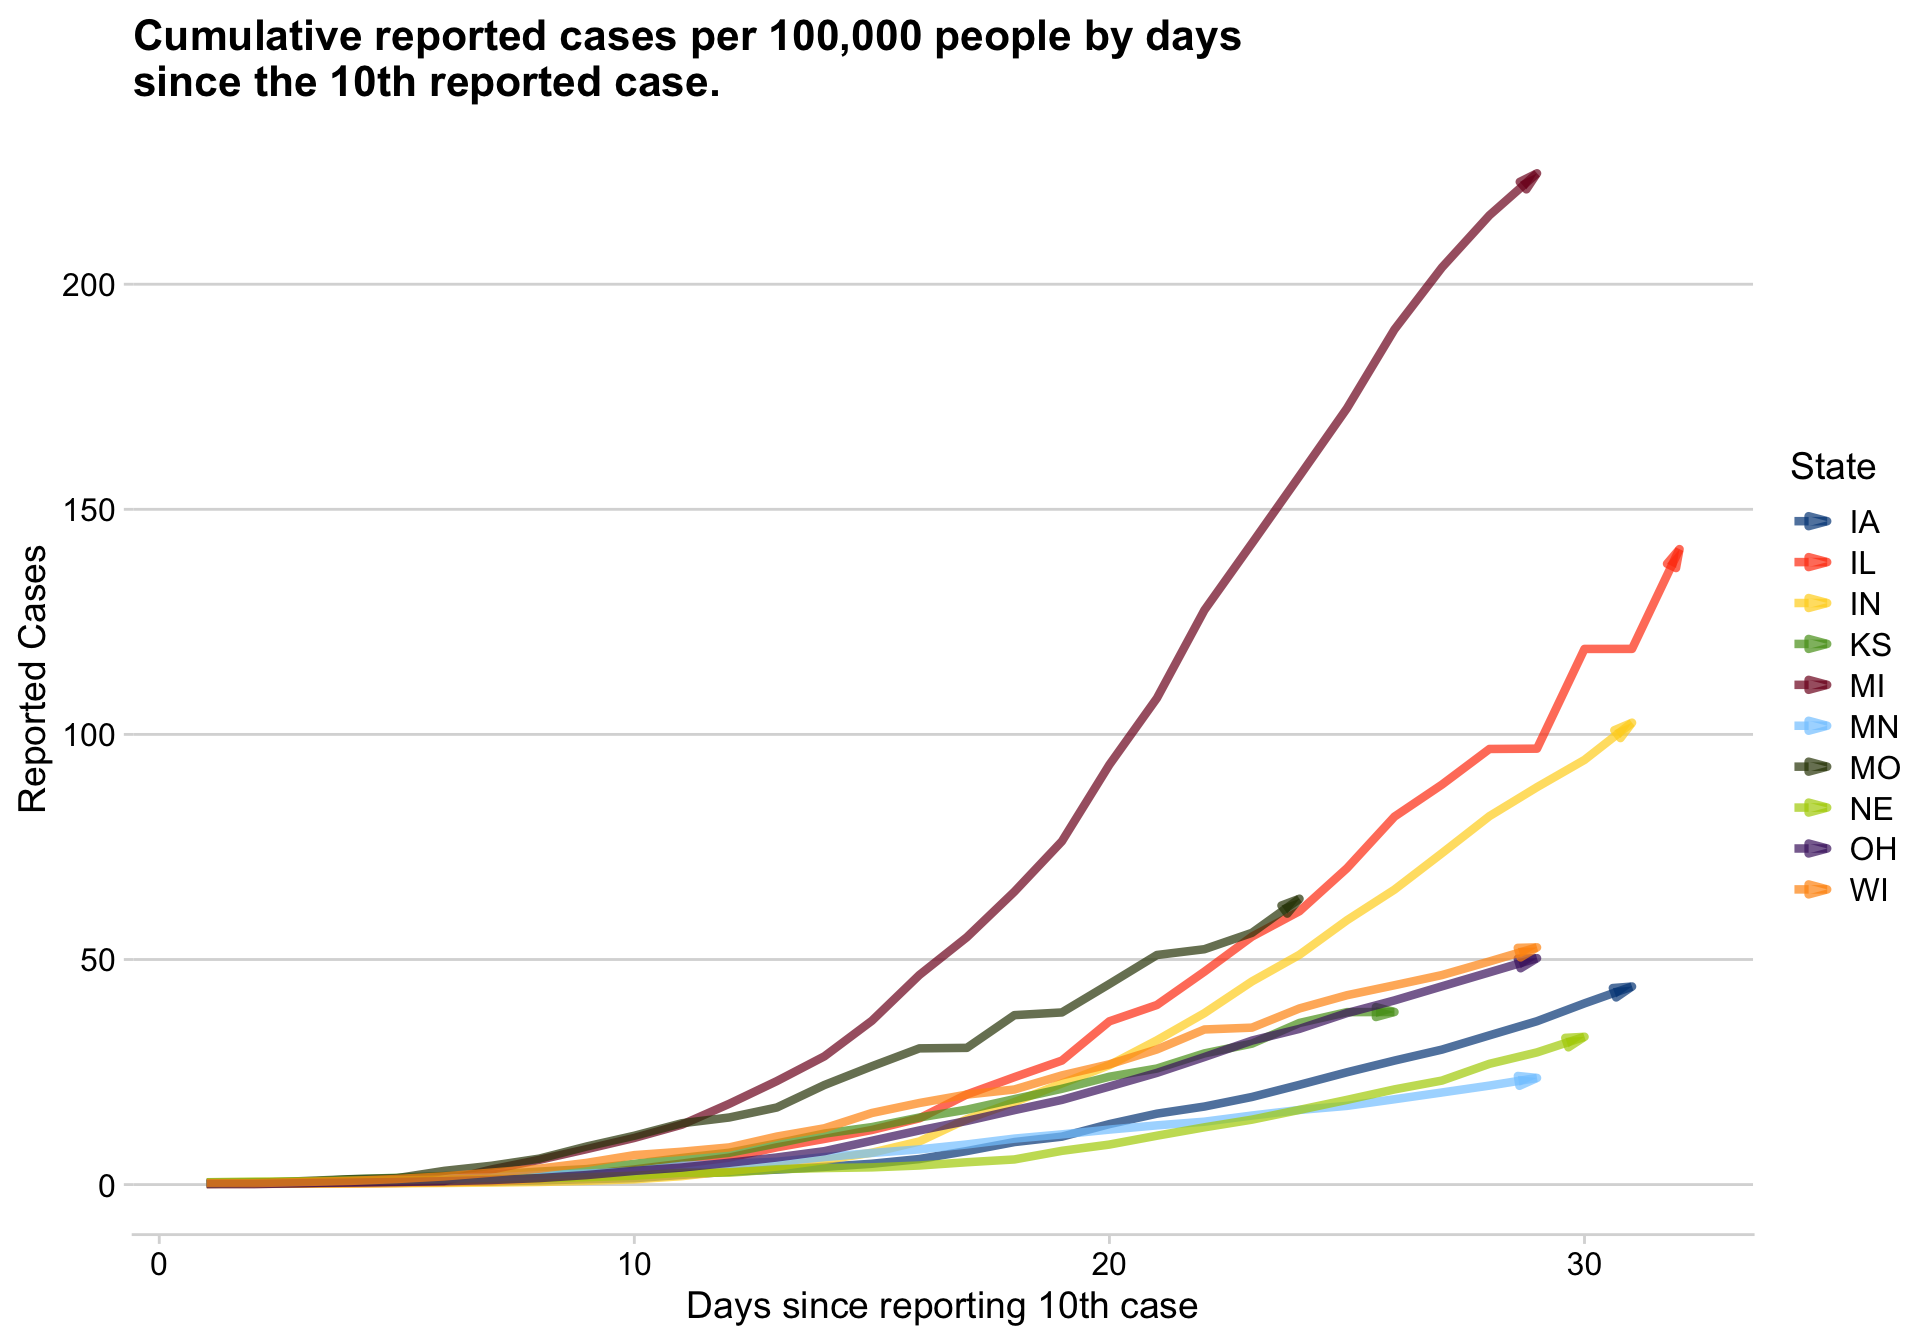 Cumulative reported cases per 100,000 people by days
since the 10th reported case.
200
150
100
50
0
Reported Cases
0 10 20 30
Days since reporting 10th case
State
IA
IL
IN
KS
MI
MN
MO
NE
OH
WI